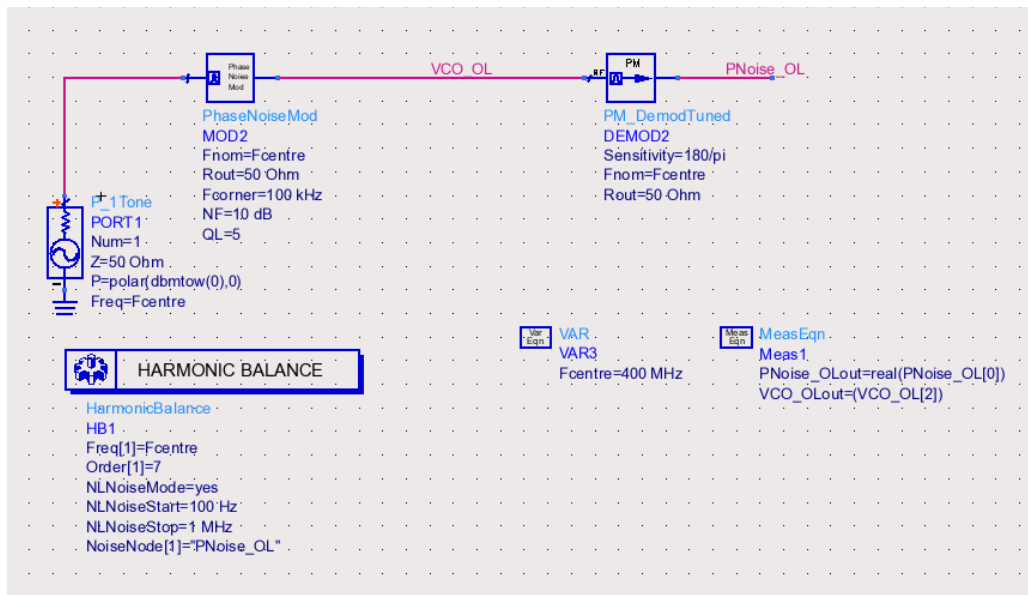 Phase
Noise
Mod
VCO_OL
RF
PM
PNoise_OL
PhaseNoiseMod
MOD2
Fnom=Fcentre
Rout=50 Ohm
Fcorner=100 kHz
NF=10 dB
QL=5
PM_DemodTuned
DEMOD2
Sensitivity=180/pi
Fnom=Fcentre
Rout=50 Ohm
P_1Tone
PORT1
Num=1
Z=50 Ohm
P=polar(dbmtow(0),0)
Freq=Fcentre
HARMONIC BALANCE
HarmonicBalance
HB1
Freq[1]=Fcentre
Order[1]=7
NLNoiseMode=yes
NLNoiseStart=100 Hz
NLNoiseStop=1 MHz
NoiseNode[1]="PNoise_OL"
Var
Eqn
VAR
VAR3
Fcentre=400 MHz
Meas
Eqn
MeasEqn
Meas1
PNoise_OLout=real(PNoise_OL[0])
VCO_OLout=(VCO_OL[2])